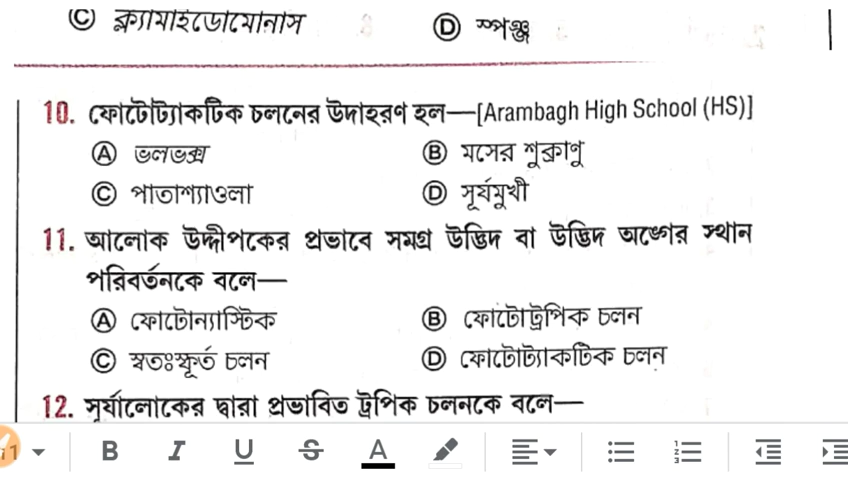 Ⓒ ক্ল্যামাইডোমোনাস Ⓓ স্পঞ্জ
10. ফোটোট্যাকটিক চলনের উদাহরণ হল—[Arambagh High School (HS)]
Ⓐ ভলভক্স Ⓑ মসের শুক্রাণু
Ⓒ পাতাশ্যাওলা Ⓓ সূর্যমুখী
11. আলোক উদ্দীপকের প্রভাবে সমগ্র উদ্ভিদ বা উদ্ভিদ অঙ্গের স্থান
পরিবর্তনকে বলে—
Ⓐ ফোটোন্যাস্টিক Ⓑ ফোটোট্রপিক চলন
Ⓒ স্বতঃস্ফূর্ত চলন Ⓓ ফোটোট্যাকটিক চলন
12. সূর্যালোকের দ্বারা প্রভাবিত ট্রপিক চলনকে বলে—
11 B I U S A